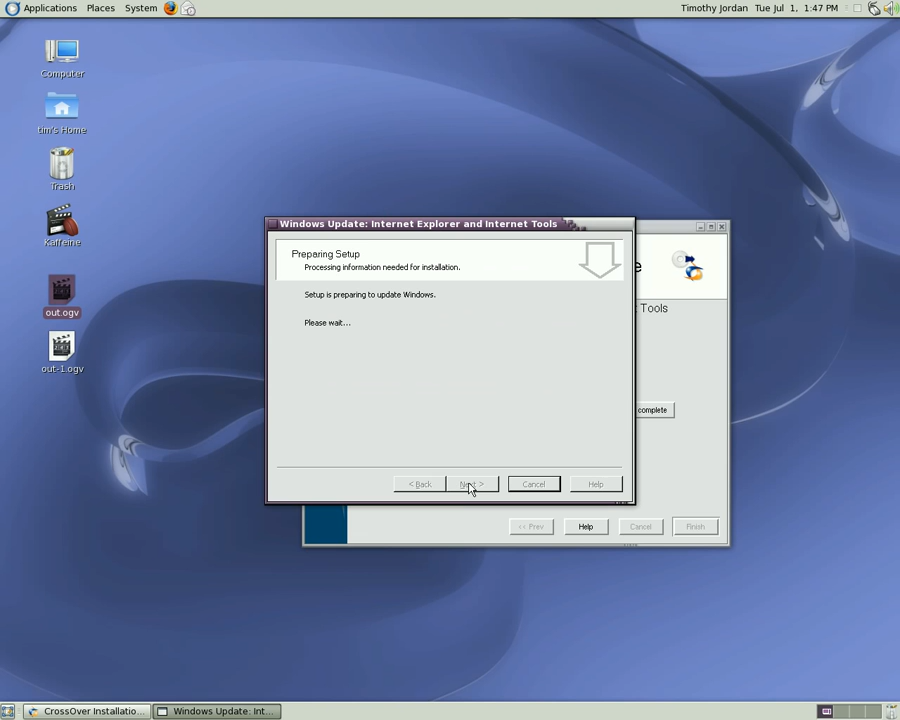 Applications Places System
Timothy Jordan Tue Jul 1, 1:47 PM
Computer
tim's Home
Trash
Kaffeine
out.ogv
out-1.ogv
Windows Update: Internet Explorer and Internet Tools
Preparing Setup
Processing information needed for installation.
Setup is preparing to update Windows.
Please wait...
< Back
Next >
Cancel
Help
e
Tools
complete
<< Prev
Help
Cancel
Finish
CrossOver Installatio...
Windows Update: Int...